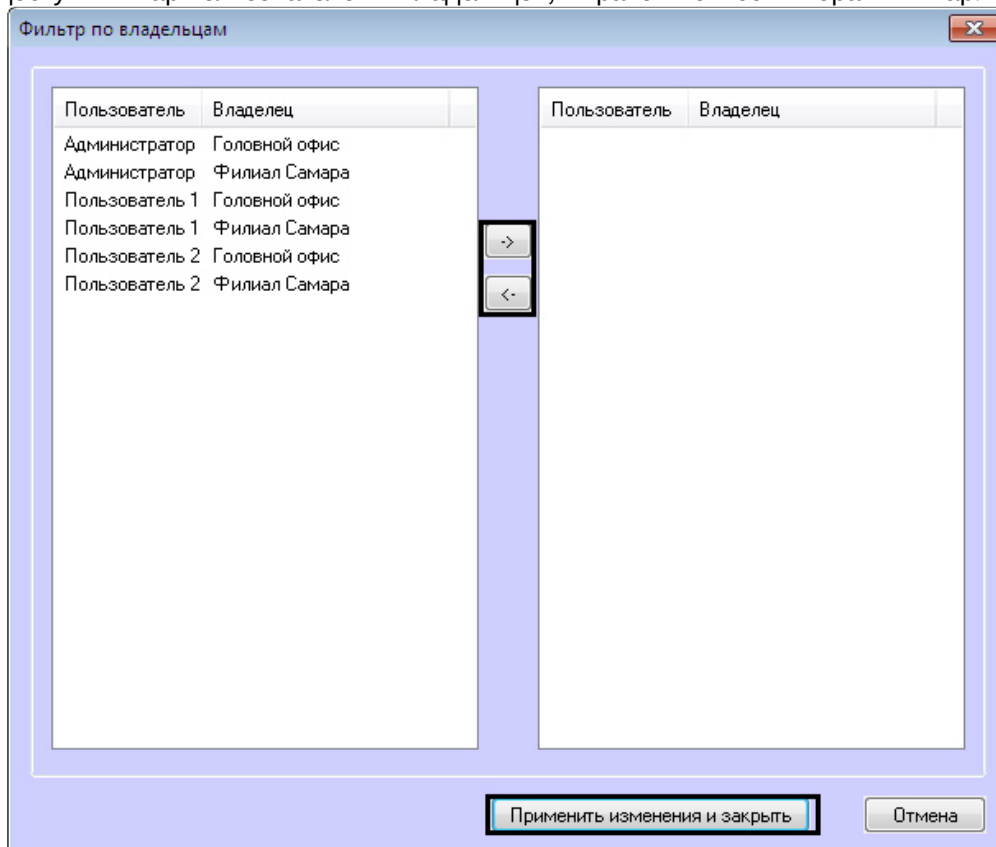 Фильтр по владельцам
Пользователь Владелец
Администратор Головной офис
Администратор Филиал Самара
Пользователь 1 Головной офис
Пользователь 1 Филиал Самара
Пользователь 2 Головной офис
Пользователь 2 Филиал Самара
->
<-
Пользователь Владелец
Применить изменения и закрыть
Отмена